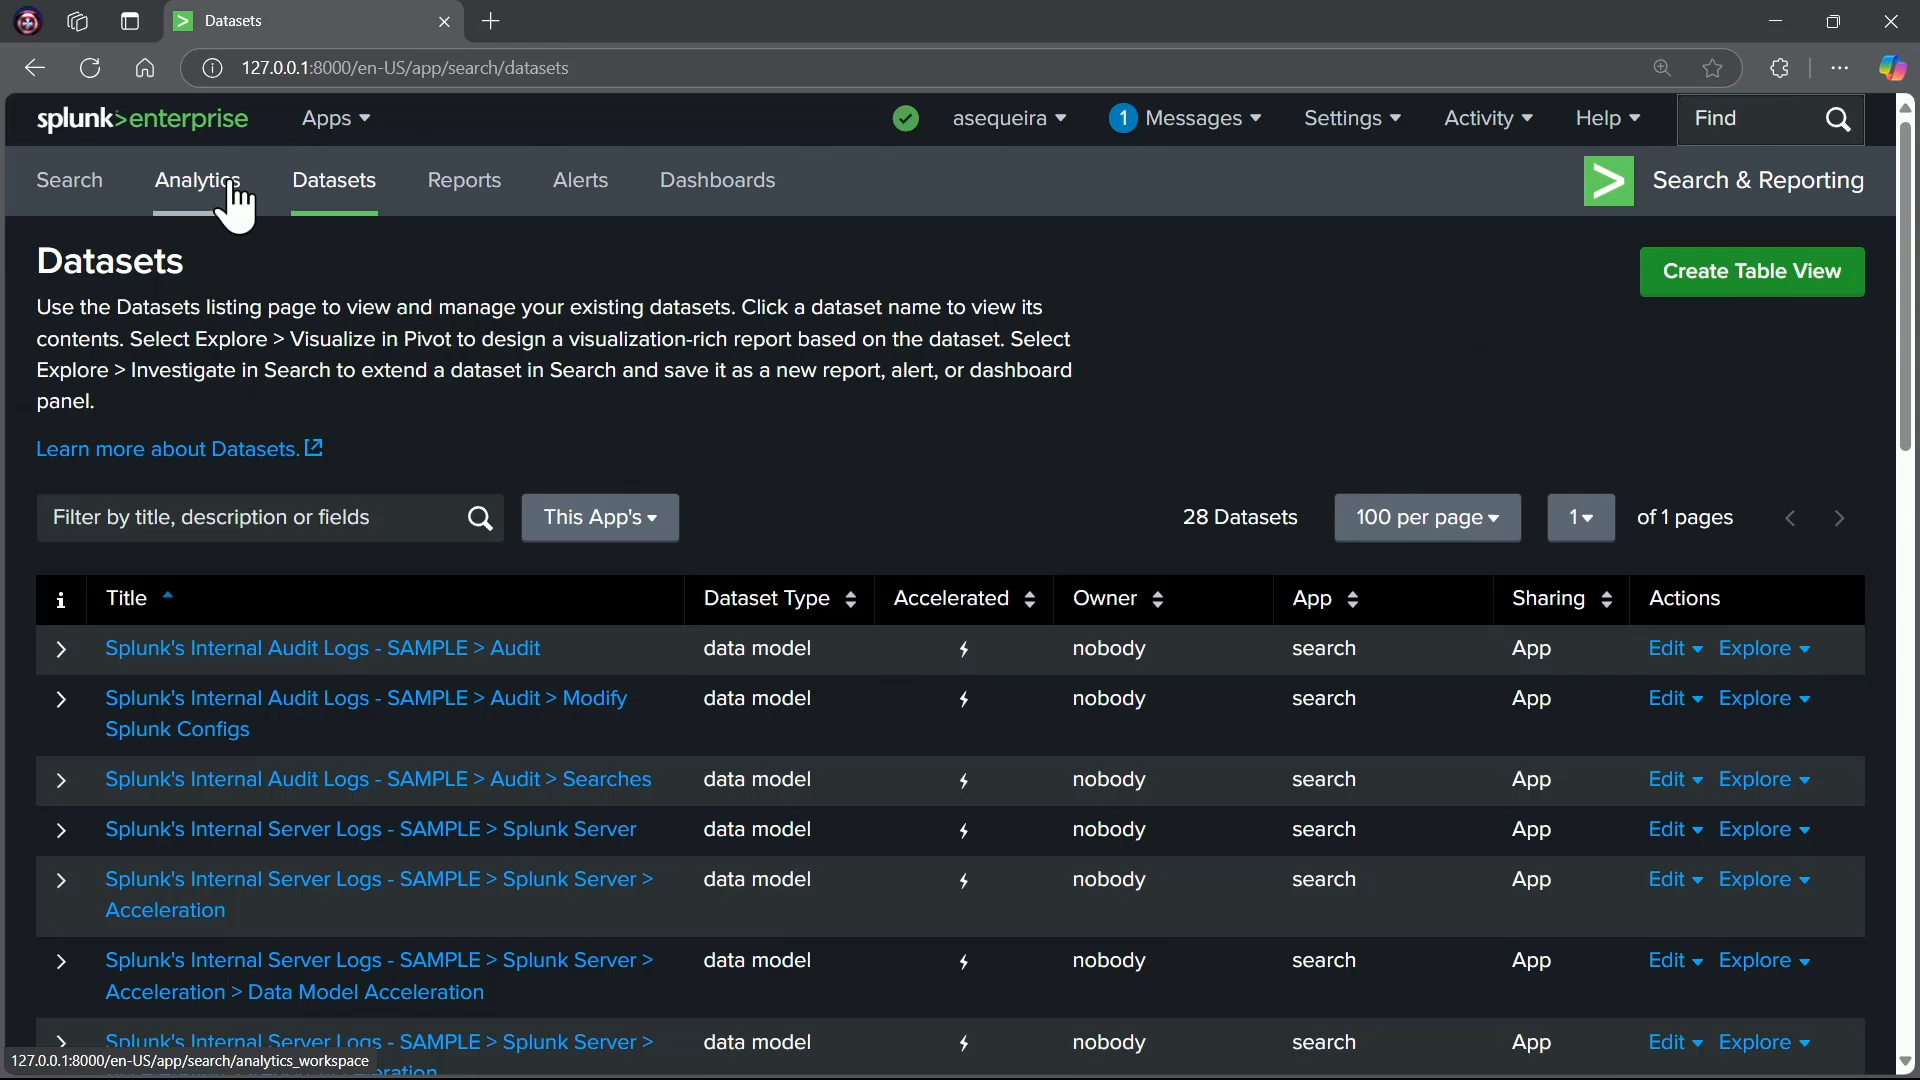 Datasets
127.0.0.1:8000/en-US/app/search/datasets
splunk>enterprise Apps asequeira 1 Messages Settings Activity Help Find
Search Analytics Datasets Reports Alerts Dashboards Search & Reporting
Datasets
Create Table View
Use the Datasets listing page to view and manage your existing datasets. Click a dataset name to view its
contents. Select Explore > Visualize in Pivot to design a visualization-rich report based on the dataset. Select
Explore > Investigate in Search to extend a dataset in Search and save it as a new report, alert, or dashboard
panel.
Learn more about Datasets.
Filter by title, description or fields This App's 28 Datasets 100 per page 1 of 1 pages
i Title Dataset Type Accelerated Owner App Sharing Actions
Splunk's Internal Audit Logs - SAMPLE > Audit data model nobody search App Edit Explore
Splunk's Internal Audit Logs - SAMPLE > Audit > Modify data model nobody search App Edit Explore
Splunk Configs
Splunk's Internal Audit Logs - SAMPLE > Audit > Searches data model nobody search App Edit Explore
Splunk's Internal Server Logs - SAMPLE > Splunk Server data model nobody search App Edit Explore
Splunk's Internal Server Logs - SAMPLE > Splunk Server > data model nobody search App Edit Explore
Acceleration
Splunk's Internal Server Logs - SAMPLE > Splunk Server > data model nobody search App Edit Explore
Acceleration > Data Model Acceleration
Splunk's Internal Server Logs - SAMPLE > Splunk Server > data model nobody search App Edit Explore
127.0.0.1:8000/en-US/app/search/analytics_workspace